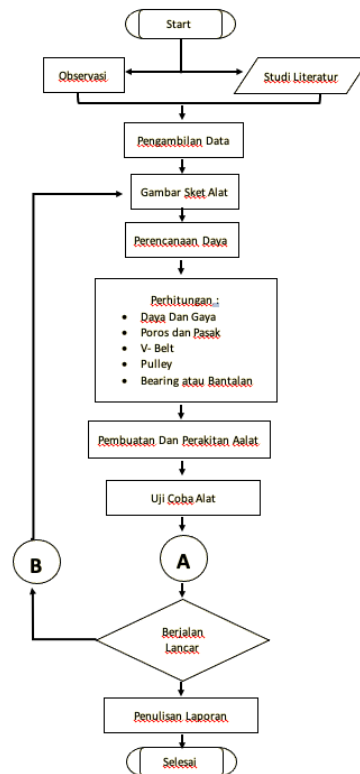 Start
Observasi
Studi Literatur
Pengambilan Data
Gambar Sket Alat
Perencanaan Daya
Perhitungan :
• Daya Dan Gaya
• Poros dan Pasak
• V- Belt
• Pulley
• Bearing atau Bantalan
Pembuatan Dan Perakitan Aalat
Uji Coba Alat
B
A
Berjalan
Lancar
Penulisan Laporan
Selesai